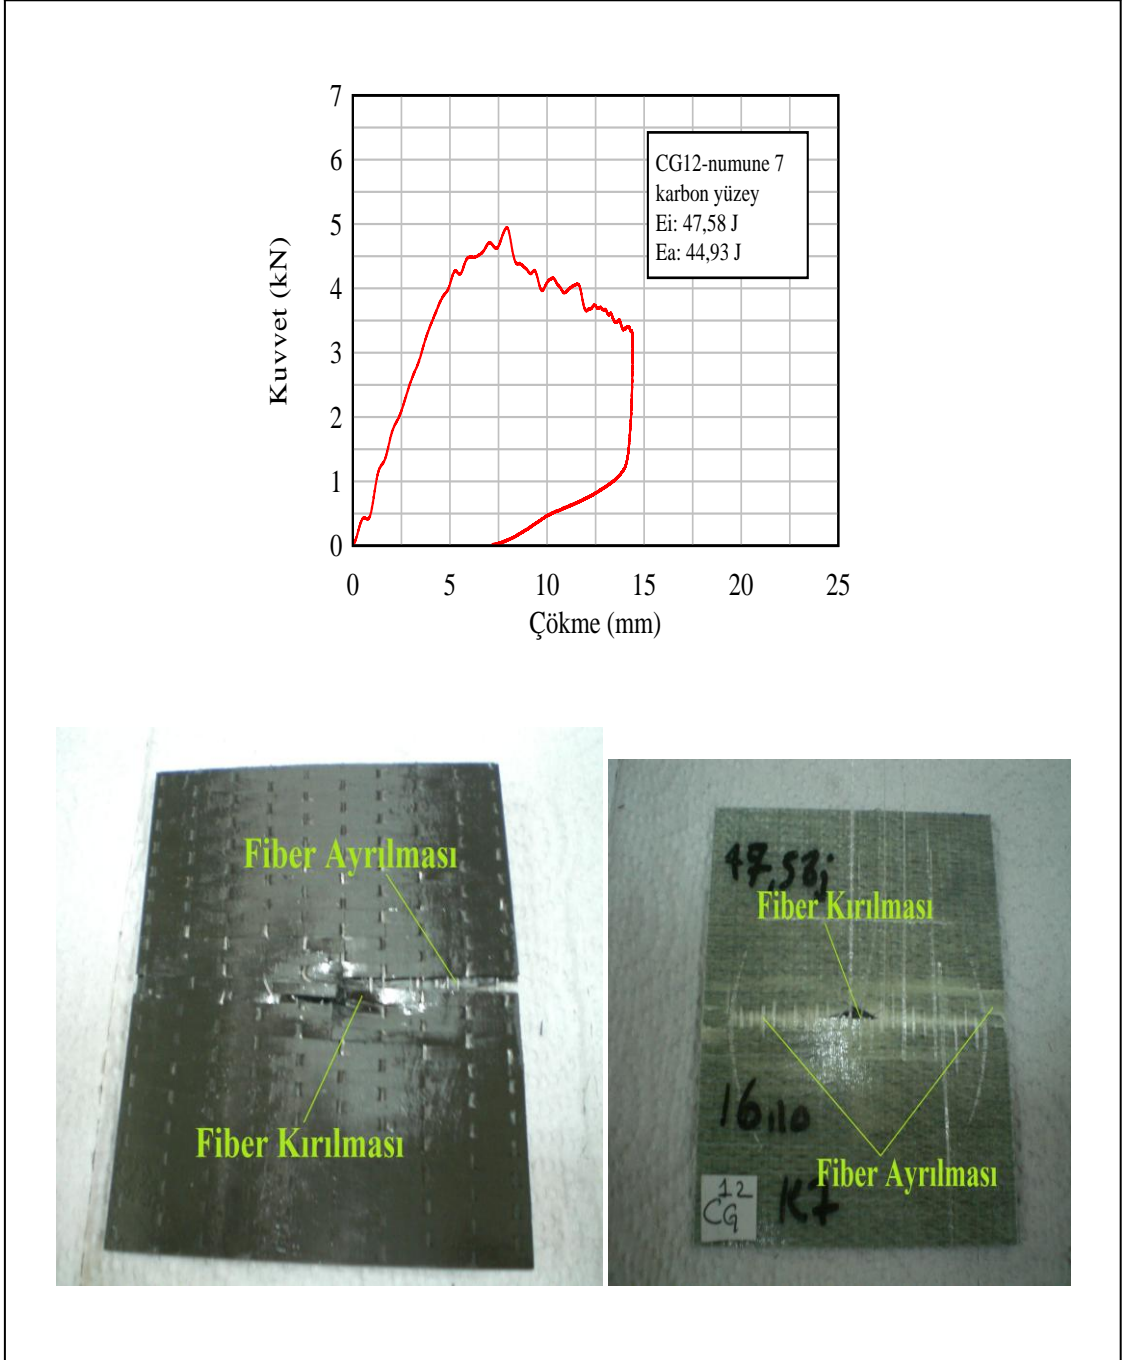 7
6
5
4
3
2
1
0
Kuvvet (kN)
CG12-numune 7
karbon yüzey
Ei: 47,58 J
Ea: 44,93 J
0 5 10 15 20 25
Çökme (mm)
Fiber Ayrılması
Fiber Kırılması
47,58j
Fiber Kırılması
16,10
Fiber Ayrılması
12
CG
K7